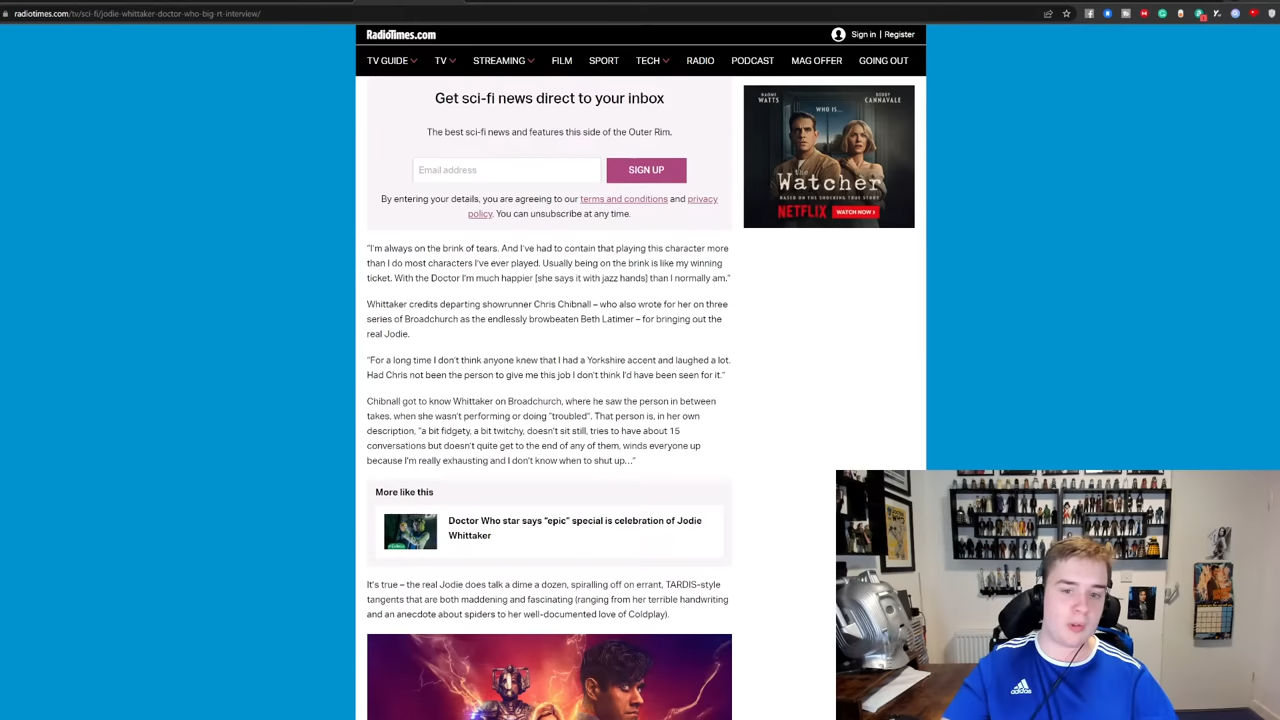 radiotimes.com/tv/sci-fi/jodie-whittaker-doctor-who-big-rt-interview/
RadioTimes.com
Sign in | Register
TV GUIDE TV STREAMING FILM SPORT TECH RADIO PODCAST MAG OFFER GOING OUT
Get sci-fi news direct to your inbox
The best sci-fi news and features this side of the Outer Rim.
Email address
SIGN UP
By entering your details, you are agreeing to our terms and conditions and privacy
policy. You can unsubscribe at any time.
NAOMI WATTS
BOBBY CANNAVALE
WHO IS...
the
Watcher
BASED ON THE SHOCKING TRUE STORY
NETFLIX WATCH NOW
"I'm always on the brink of tears. And I've had to contain that playing this character more
than I do most characters I've ever played. Usually being on the brink is like my winning
ticket. With the Doctor I'm much happier [she says it with jazz hands] than I normally am."
Whittaker credits departing showrunner Chris Chibnall – who also wrote for her on three
series of Broadchurch as the endlessly browbeaten Beth Latimer – for bringing out the
real Jodie.
"For a long time I don't think anyone knew that I had a Yorkshire accent and laughed a lot.
Had Chris not been the person to give me this job I don't think I'd have been seen for it."
Chibnall got to know Whittaker on Broadchurch, where he saw the person in between
takes, when she wasn't performing or doing "troubled". That person is, in her own
description, "a bit fidgety, a bit twitchy, doesn't sit still, tries to have about 15
conversations but doesn't quite get to the end of any of them, winds everyone up
because I'm really exhausting and I don't know when to shut up…"
More like this
Doctor Who star says "epic" special is celebration of Jodie
Whittaker
It's true – the real Jodie does talk a dime a dozen, spiralling off on errant, TARDIS-style
tangents that are both maddening and fascinating (ranging from her terrible handwriting
and an anecdote about spiders to her well-documented love of Coldplay).
adidas